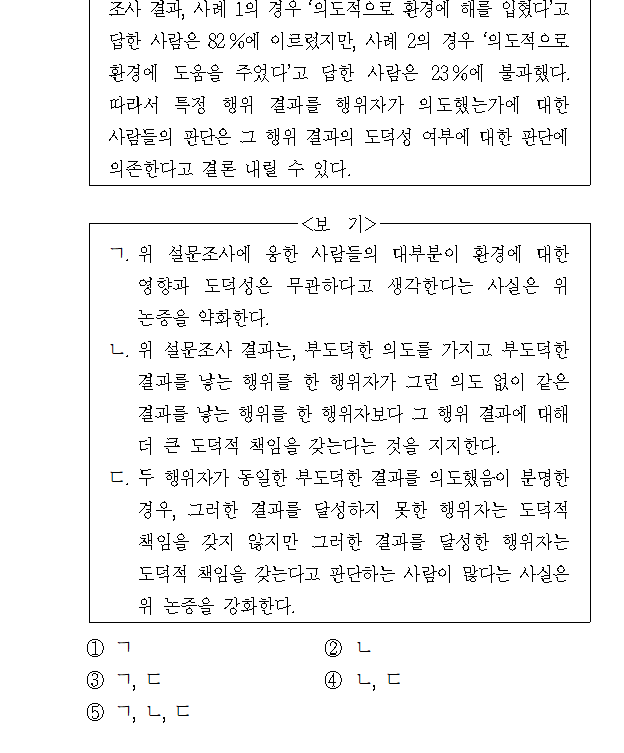 조사 결과, 사례 1의 경우 ‘의도적으로 환경에 해를 입혔다’고
답한 사람은 82%에 이르렀지만, 사례 2의 경우 ‘의도적으로
환경에 도움을 주었다’고 답한 사람은 23%에 불과했다.
따라서 특정 행위 결과를 행위자가 의도했는가에 대한
사람들의 판단은 그 행위 결과의 도덕성 여부에 대한 판단에
의존한다고 결론 내릴 수 있다.
<보 기>
ㄱ. 위 설문조사에 응한 사람들의 대부분이 환경에 대한
영향과 도덕성은 무관하다고 생각한다는 사실은 위
논증을 약화한다.
ㄴ. 위 설문조사 결과는, 부도덕한 의도를 가지고 부도덕한
결과를 낳는 행위를 한 행위자가 그런 의도 없이 같은
결과를 낳는 행위를 한 행위자보다 그 행위 결과에 대해
더 큰 도덕적 책임을 갖는다는 것을 지지한다.
ㄷ. 두 행위자가 동일한 부도덕한 결과를 의도했음이 분명한
경우, 그러한 결과를 달성하지 못한 행위자는 도덕적
책임을 갖지 않지만 그러한 결과를 달성한 행위자는
도덕적 책임을 갖는다고 판단하는 사람이 많다는 사실은
위 논증을 강화한다.
① ㄱ ② ㄴ
③ ㄱ, ㄷ ④ ㄴ, ㄷ
⑤ ㄱ, ㄴ, ㄷ